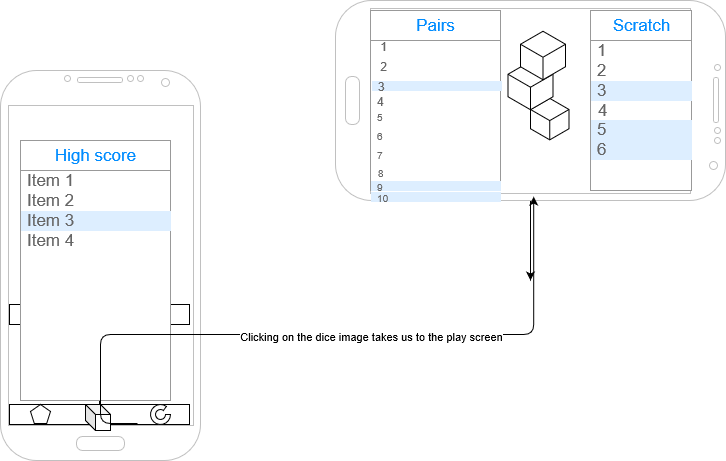 Pairs
1
2
3
4
5
6
7
8
9
10
Scratch
1
2
3
4
5
6
High score
Item 1
Item 2
Item 3
Item 4
Clicking on the dice image takes us to the play screen